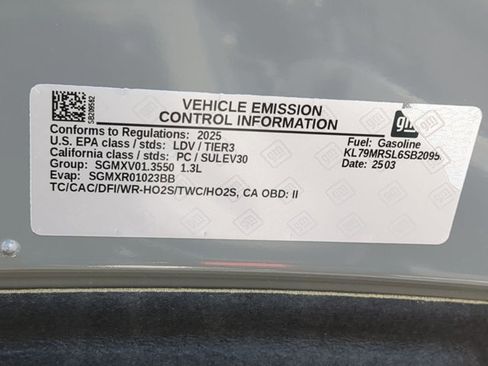 VEHICLE EMISSION
CONTROL INFORMATION
gm
Conforms to Regulations: 2025
U.S. EPA class / stds: LDV / TIER3
California class / stds: PC / SULEV30
Group: SGMXV01.3550 1.3L
Evap: SGMXR01023BB
TC/CAC/DFI/WR-HO2S/TWC/HO2S, CA OBD: II
Fuel: Gasoline
KL79MRSL6SB2095
Date: 2503